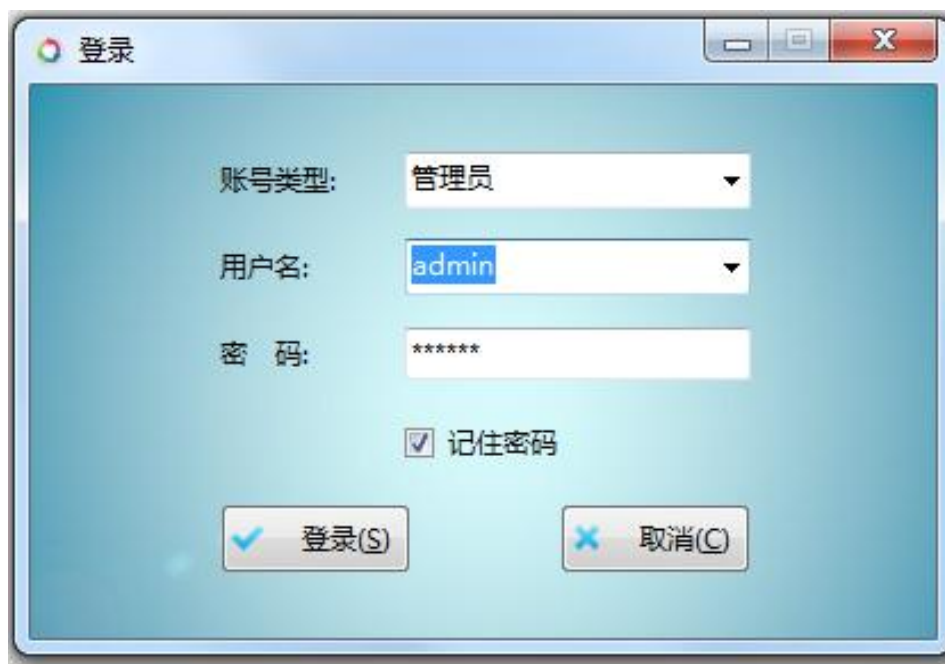 登录
账号类型: 管理员
用户名: admin
密 码: ******
记住密码
登录(S) 取消(C)